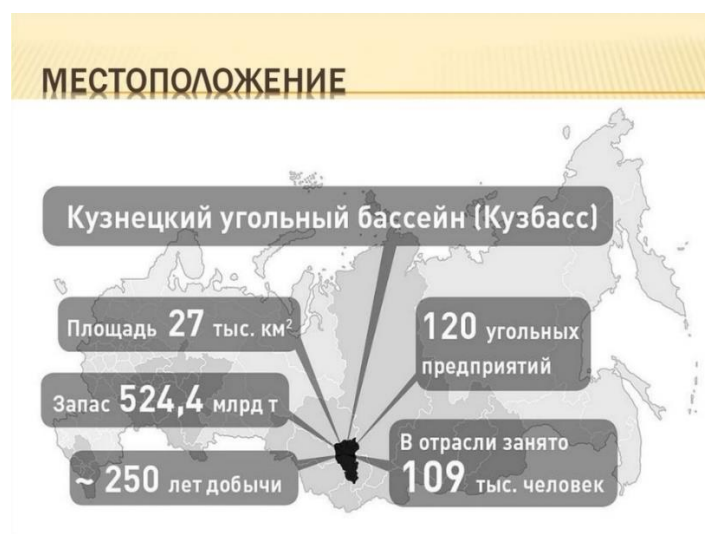 МЕСТОПОЛОЖЕНИЕ
Кузнецкий угольный бассейн (Кузбасс)
Площадь 27 тыс. км²
Запас 524,4 млрд т
~ 250 лет добычи
120 угольных
предприятий
В отрасли занято
109 тыс. человек